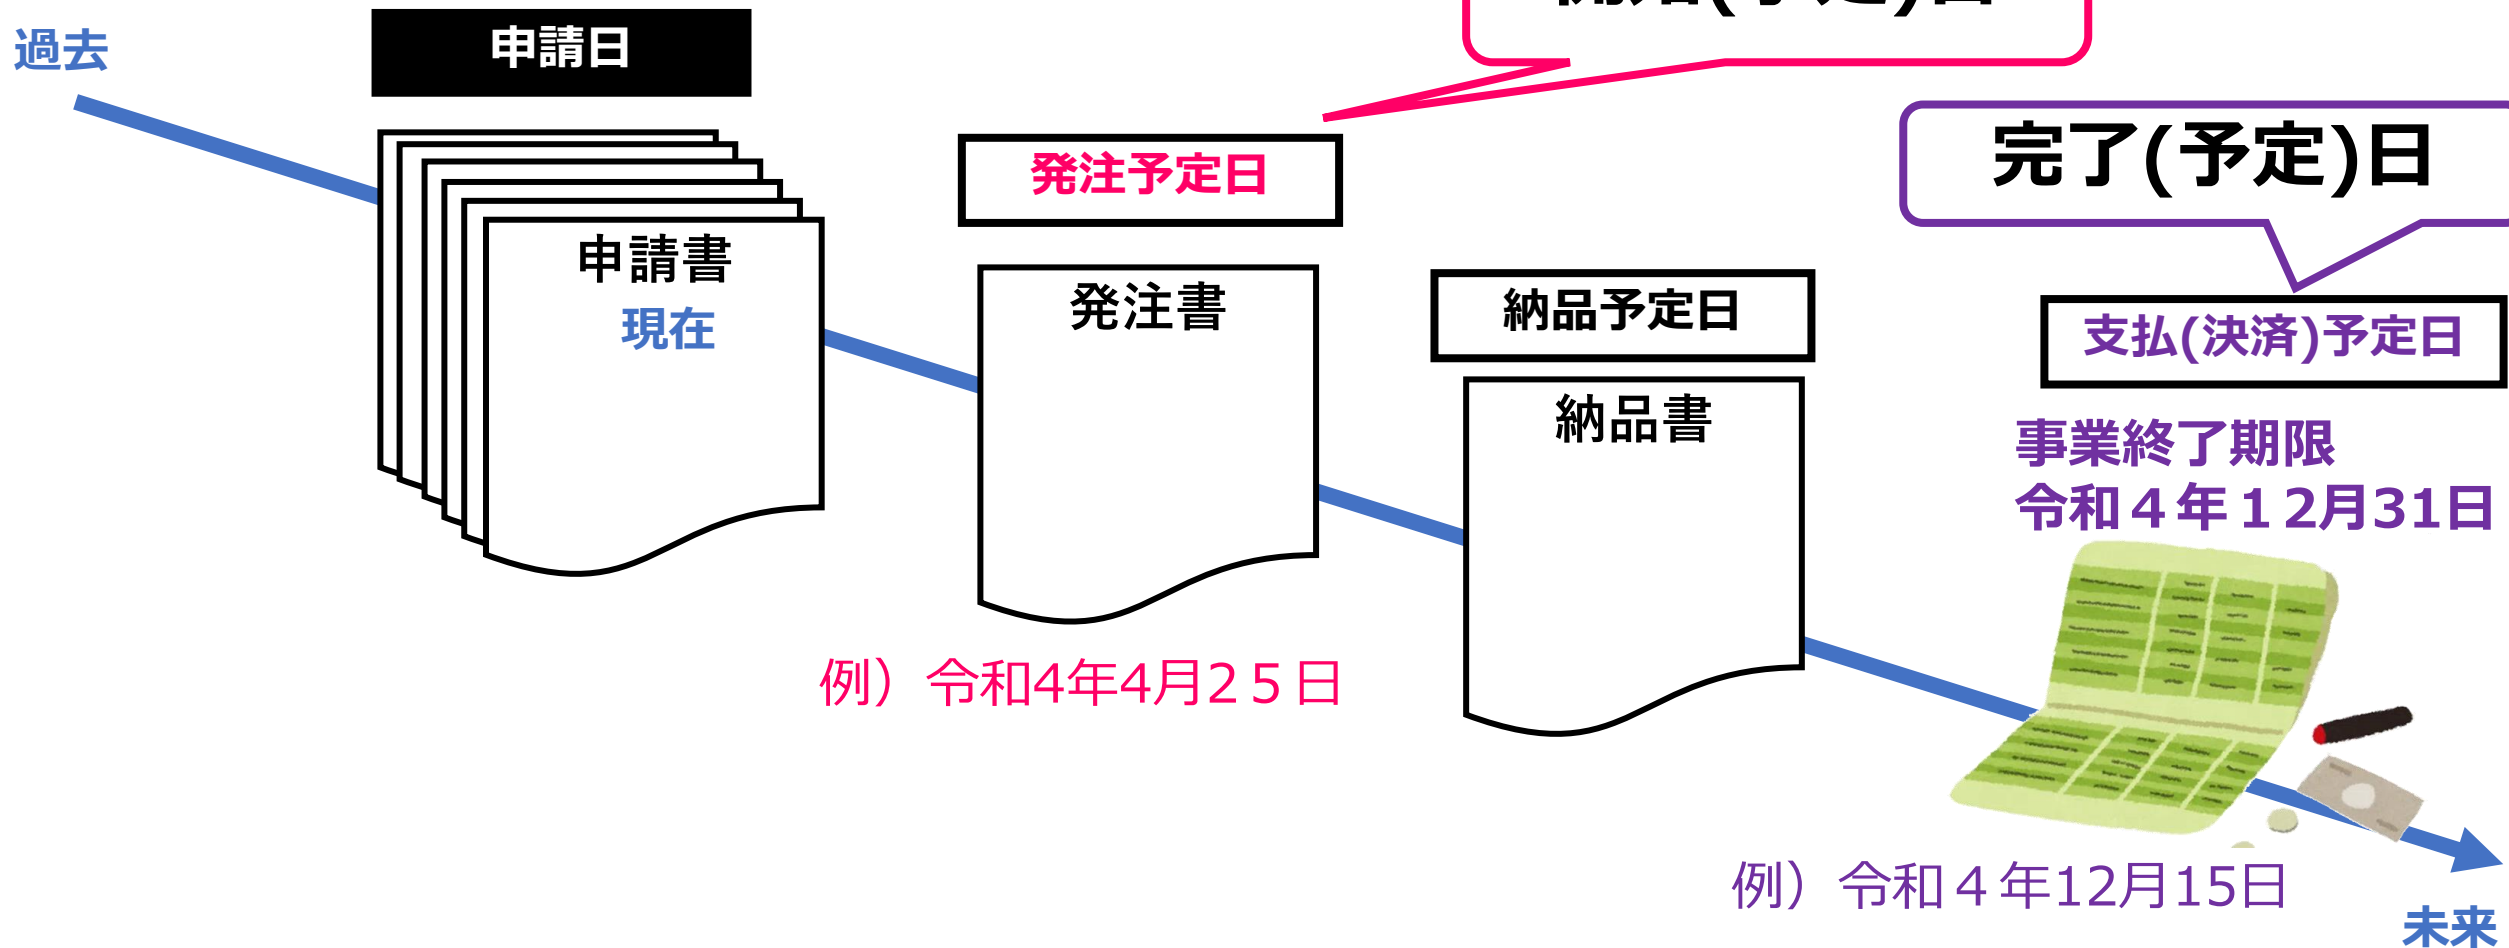 過去
申請日
完了(予定)日
発注予定日
申請書
現在
発注書
納品予定日
支払(決済)予定日
納品書
事業終了期限
令和４年１2月31日
例）令和4年4月2５日
例）令和４年12月15日
未来